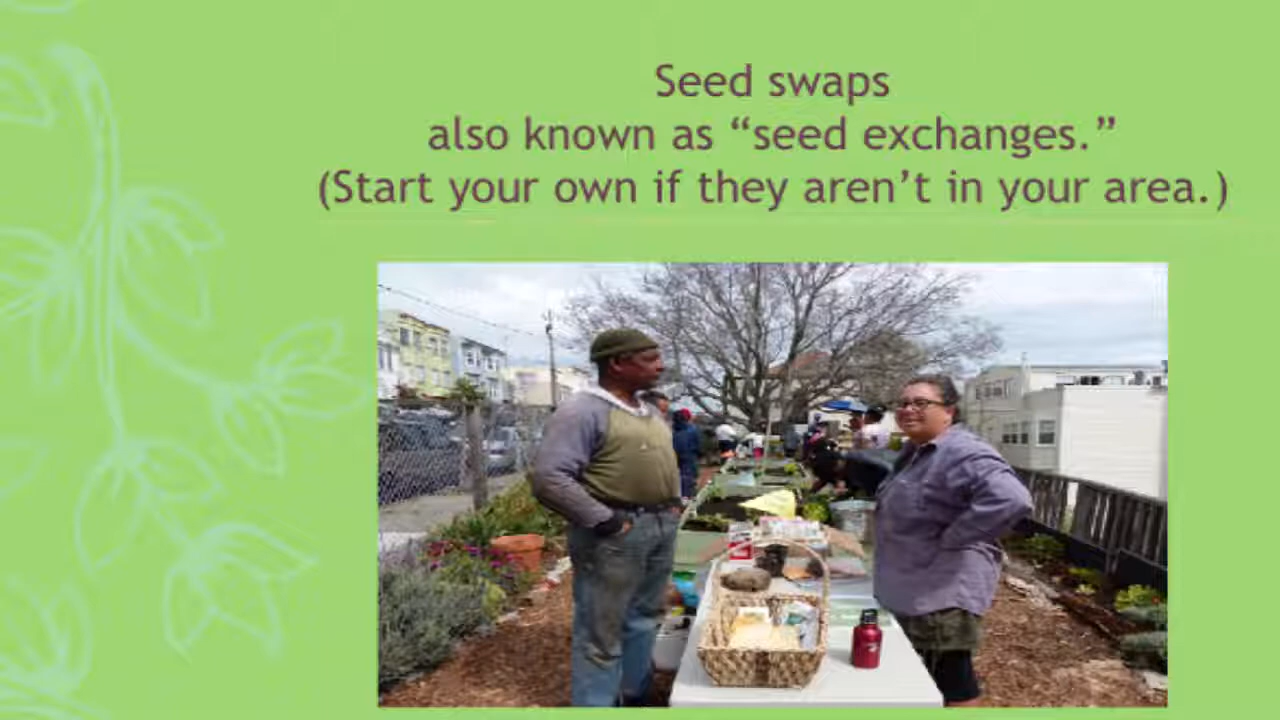 Seed swaps
also known as “seed exchanges.”
(Start your own if they aren’t in your area.)